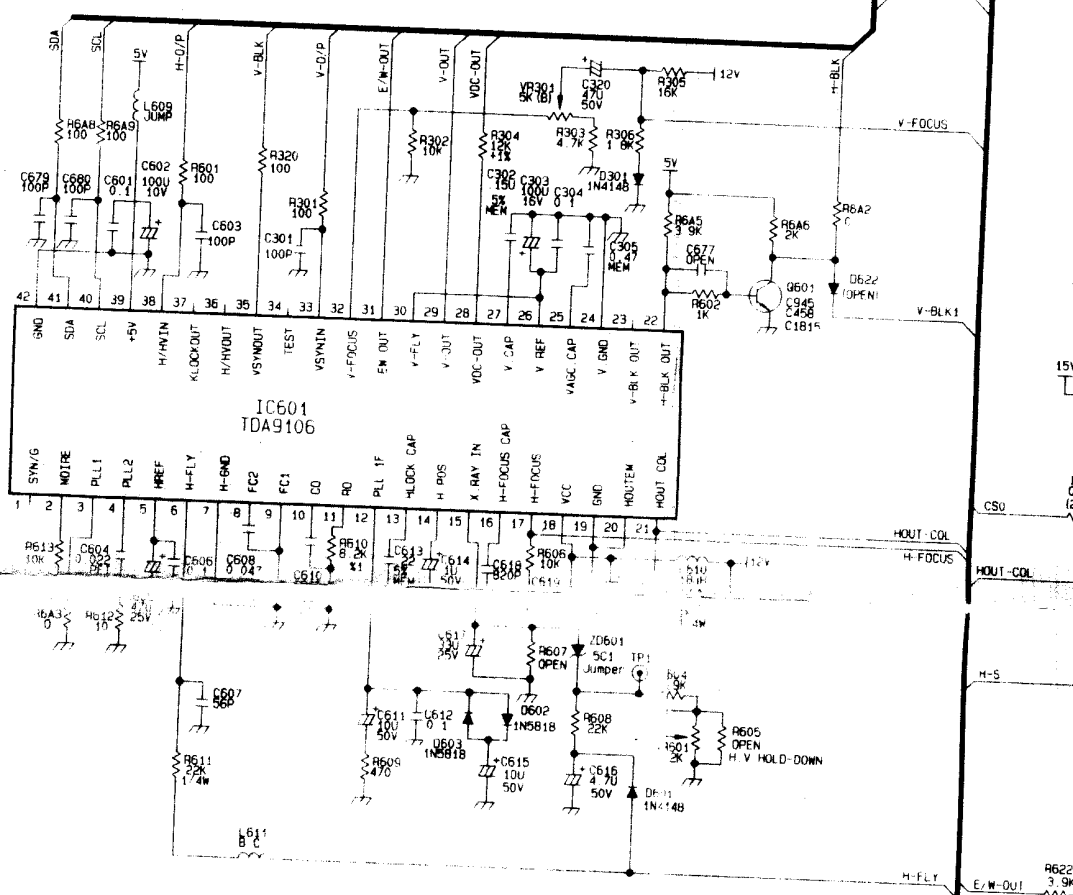 SDA
SCL
5V
H-O/P
V-BLK
V-O/P
E/W-OUT
V-OUT
VDC-OUT
H-BLK
L609
JUMP
R6A8
100
R6A9
100
C679
100P
C680
100P
C601
0.1
C602
100U
10V
R601
100
C603
100P
R320
100
R301
100
C301
100P
R302
10K
R304
12K
+1%
VR301
5K(B)
C320
47U
50V
R305
16K
12V
R303
4.7K
R306
1.8K
D301
1N4148
C302
.15U
5%
MEM
C303
100U
16V
C304
0.1
C305
0.47
MEM
V-FOCUS
5V
R6A5
3.9K
C677
OPEN
R602
1K
R6A6
2K
R6A2
Q601
C945
C458
C1815
D622
(OPEN)
V-BLK1
15V
42 41 40 39 38 37 36 35 34 33 32 31 30 29 28 27 26 25 24 23 22
GND
SDA
SCL
+5V
H/HVIN
KLOCKOUT
H/HVOUT
VSYNOUT
TEST
VSYNIN
V-FOCUS
EW OUT
V-FLY
V-OUT
VDC-OUT
V.CAP
V.REF
VAGC.CAP
V.GND
V-BLK OUT
H-BLK OUT
IC601
TDA9106
SYN/G
MOIRE
PLL1
PLL2
HREF
H-FLY
H-GND
FC2
FC1
CO
RO
PLL 1F
HLOCK CAP
H POS
X.RAY IN
H-FOCUS CAP
H-FOCUS
VCC
GND
HOUTEM
HOUT COL
1 2 3 4 5 6 7 8 9 10 11 12 13 14 15 16 17 18 19 20 21
R613
10K
C604
0.022
C606
0.1
C608
0.047
C610
R610
8.2K
%1
C613
C614
1U
50V
C618
820P
R606
10K
C619
12V
CSO
HOUT-COL
H-FOCUS
HOUT-COL
0
R612
10
25V
C607
56P
R611
22K
1/4W
L611
B C
C611
10U
50V
R609
470
C612
0.1
D603
1N5818
D602
1N5818
C615
10U
50V
25V
R607
OPEN
ZD601
5C1
Jumper
TP1
R608
22K
C616
4.7U
50V
D601
1N4148
9K
2K
R605
OPEN
H.V HOLD-DOWN
H-S
H-FLY
E/W-OUT
R622
3.9K